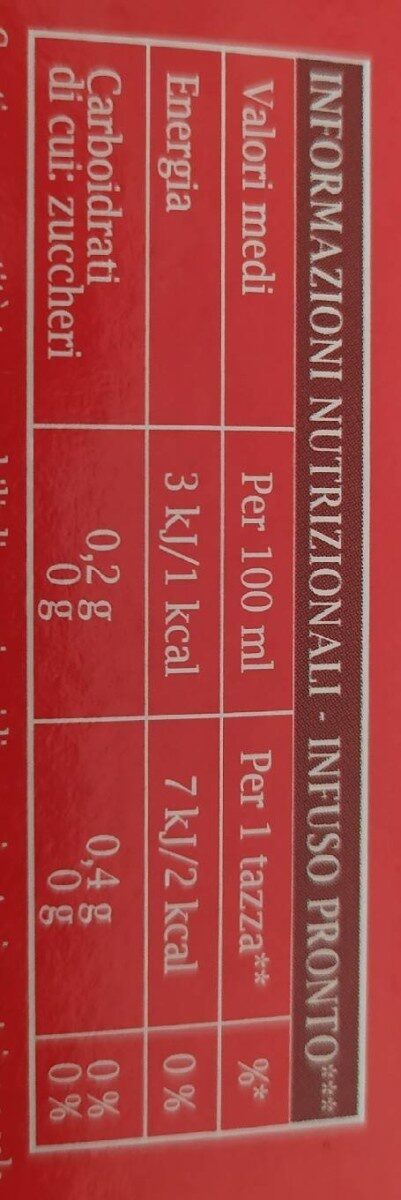 INFORMAZIONI NUTRIZIONALI - INFUSO PRONTO***
Valori medi Per 100 ml Per 1 tazza** %*
Energia 3 kJ/1 kcal 7 kJ/2 kcal 0 %
Carboidrati 0,2 g 0,4 g 0 %
di cui: zuccheri 0 g 0 g 0 %